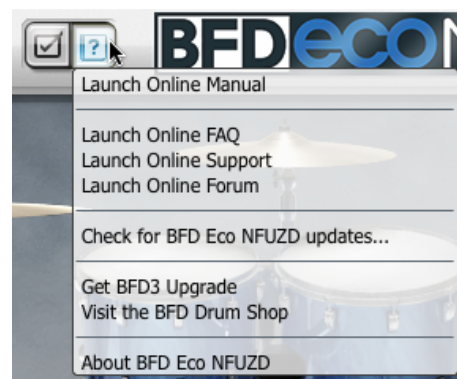 BFDecoN
Launch Online Manual
Launch Online FAQ
Launch Online Support
Launch Online Forum
Check for BFD Eco NFUZD updates...
Get BFD3 Upgrade
Visit the BFD Drum Shop
About BFD Eco NFUZD